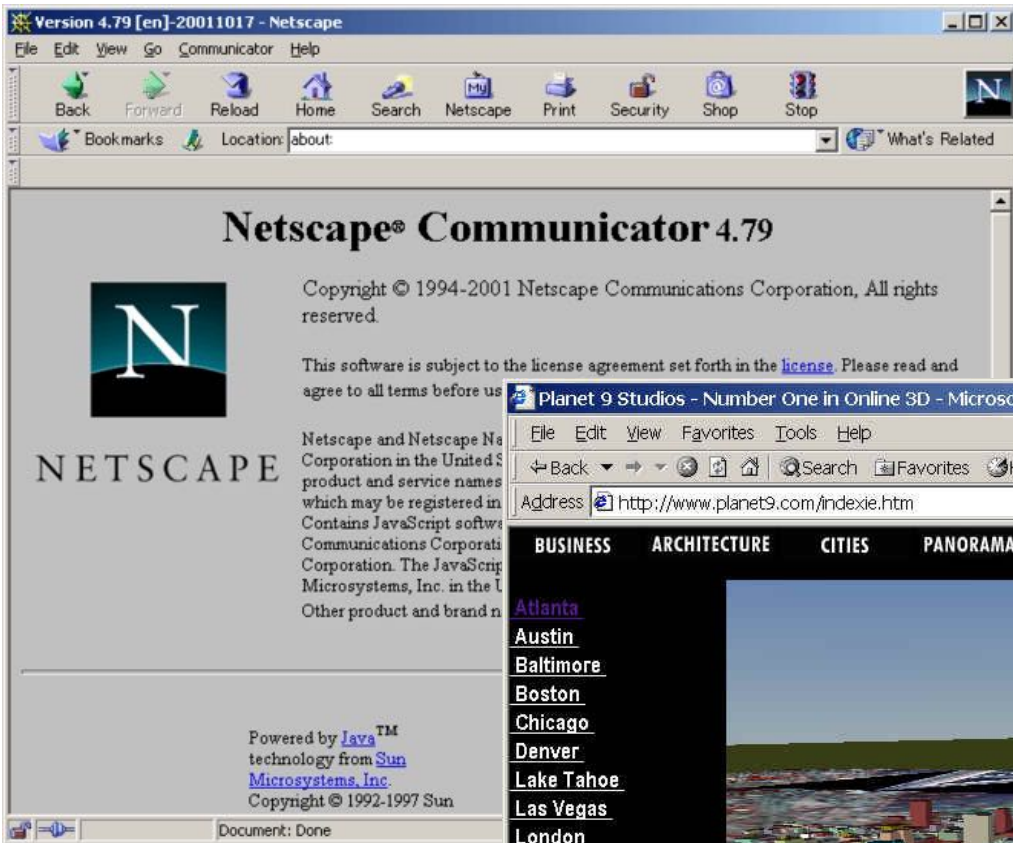 Version 4.79 [en]-20011017 - Netscape
File Edit View Go Communicator Help
Back Forward Reload Home Search Netscape Print Security Shop Stop
My
N
Bookmarks Location: about: What's Related
Netscape® Communicator 4.79
N
NETSCAPE
Copyright © 1994-2001 Netscape Communications Corporation, All rights
reserved.
This software is subject to the license agreement set forth in the license. Please read and
agree to all terms before us
Netscape and Netscape Na
Corporation in the United S
product and service names
which may be registered in
Contains JavaScript softwa
Communications Corporati
Corporation. The JavaScrip
Microsystems, Inc. in the U
Other product and brand n
Powered by Java™
technology from Sun
Microsystems, Inc.
Copyright © 1992-1997 Sun
Document: Done
Planet 9 Studios - Number One in Online 3D - Microso
File Edit View Favorites Tools Help
Back Search Favorites H
Address http://www.planet9.com/indexie.htm
BUSINESS ARCHITECTURE CITIES PANORAMA
Atlanta
Austin
Baltimore
Boston
Chicago
Denver
Lake Tahoe
Las Vegas
London